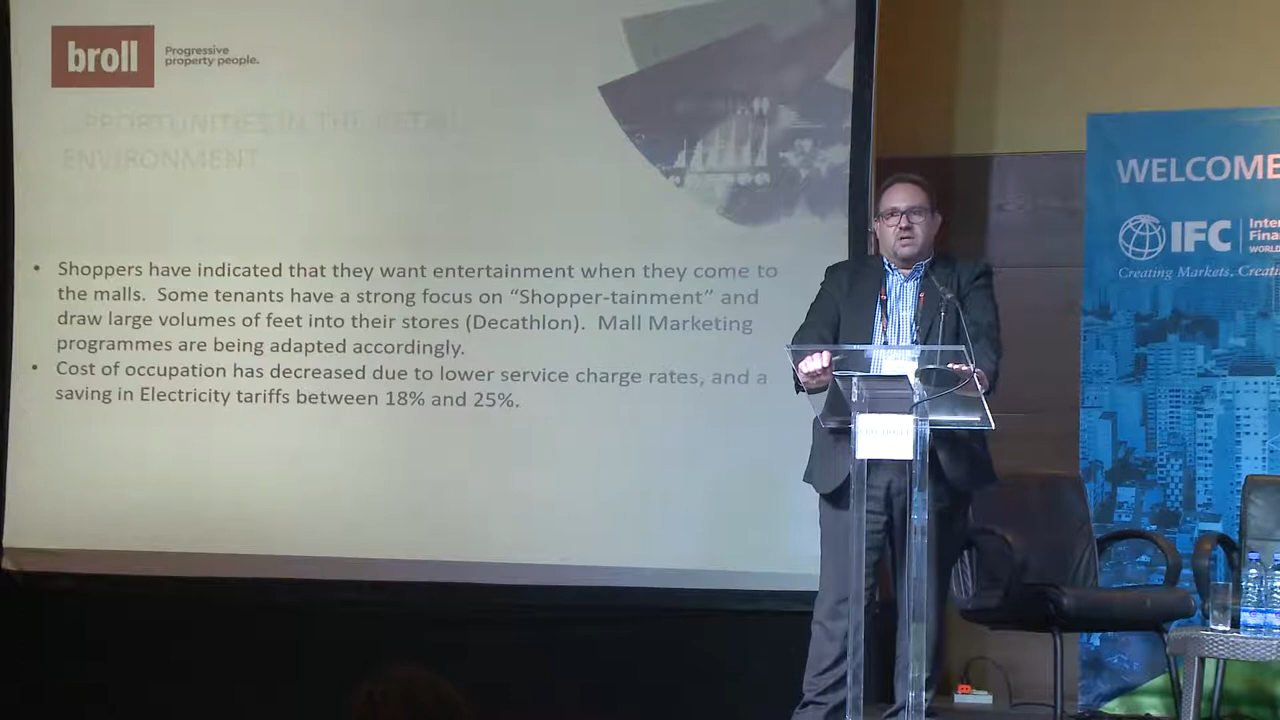 broll
Progressive
property people.
ENVIRONMENT
• Shoppers have indicated that they want entertainment when they come to
the malls. Some tenants have a strong focus on “Shopper-tainment” and
draw large volumes of feet into their stores (Decathlon). Mall Marketing
programmes are being adapted accordingly.
• Cost of occupation has decreased due to lower service charge rates, and a
saving in Electricity tariffs between 18% and 25%.
WELCOME
IFC
Creating Markets,